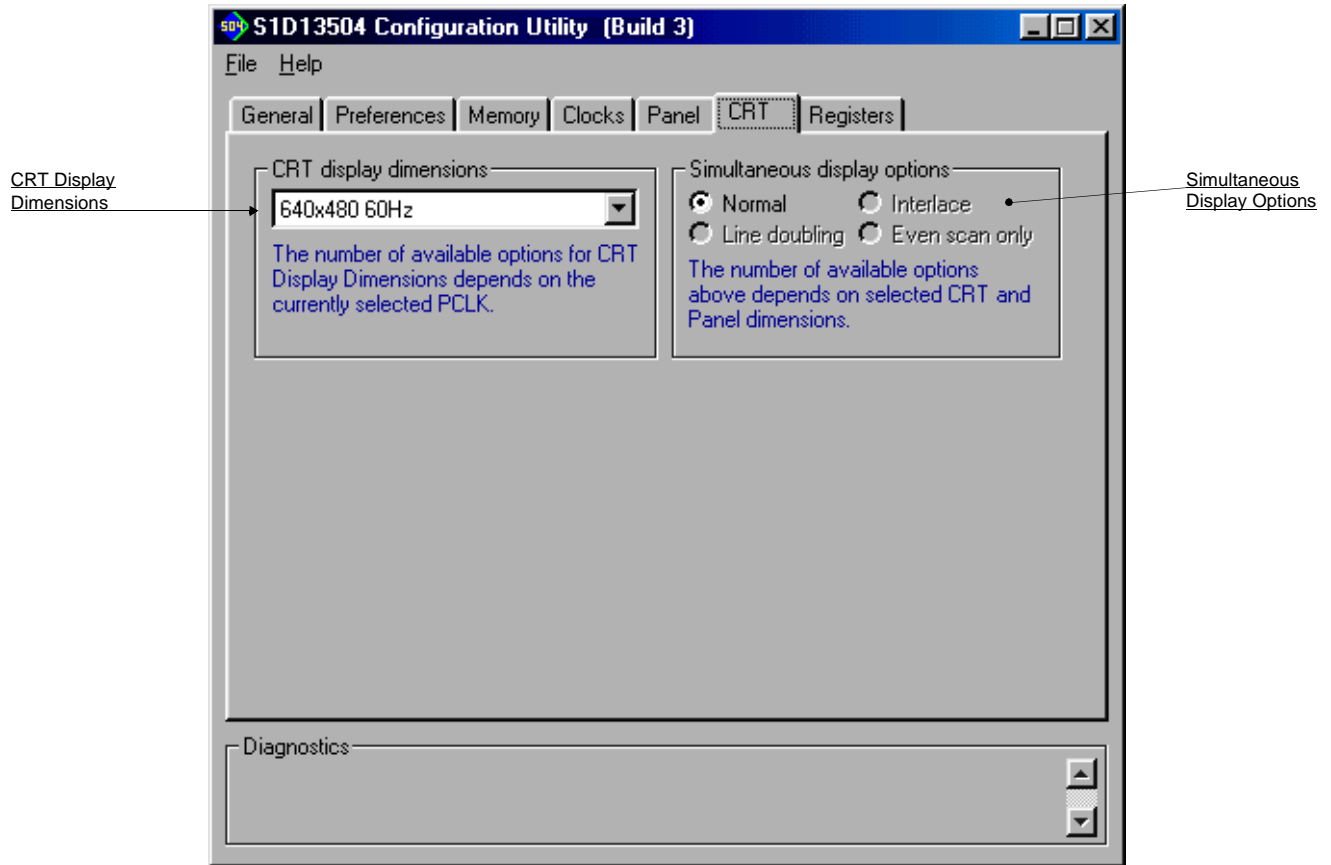 504 S1D13504 Configuration Utility (Build 3)
File Help
General Preferences Memory Clocks Panel CRT Registers
CRT Display
Dimensions
CRT display dimensions
640x480 60Hz
The number of available options for CRT
Display Dimensions depends on the
currently selected PCLK.
Simultaneous display options
Normal Interlace
Line doubling Even scan only
The number of available options
above depends on selected CRT and
Panel dimensions.
Simultaneous
Display Options
Diagnostics